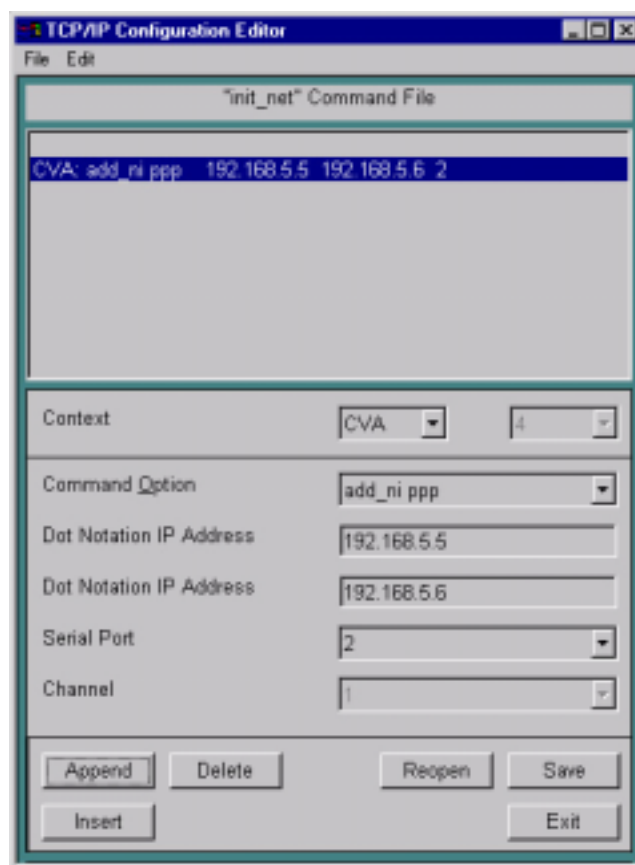 TCP/IP Configuration Editor
File Edit
"init_net" Command File
CVA: add_ni ppp 192.168.5.5 192.168.5.6 2
Context CVA 4
Command Option add_ni ppp
Dot Notation IP Address 192.168.5.5
Dot Notation IP Address 192.168.5.6
Serial Port 2
Channel 1
Append Delete Reopen Save
Insert Exit